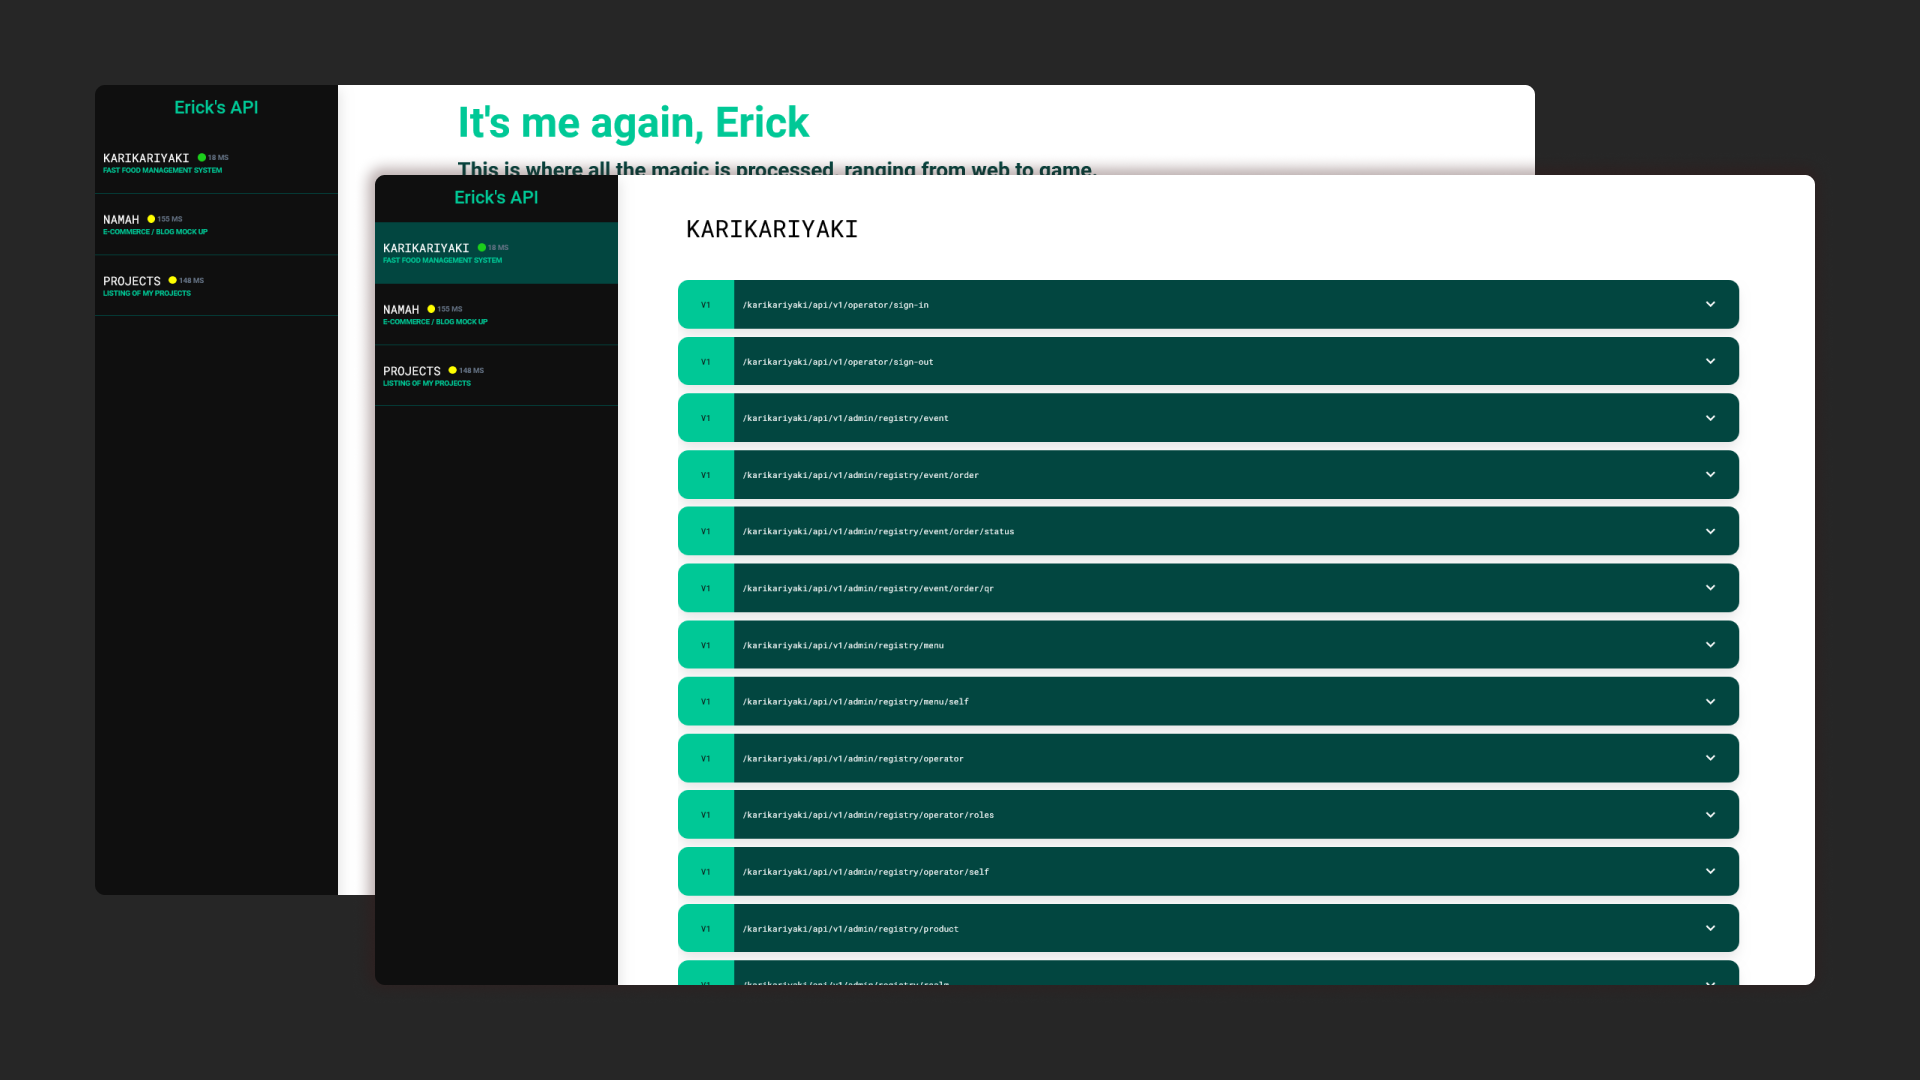 Erick's API
KARIKARIYAKI 18 MS
FAST FOOD MANAGEMENT SYSTEM
NAMAH 155 MS
E-COMMERCE / BLOG MOCK UP
PROJECTS 148 MS
LISTING OF MY PROJECTS
It's me again, Erick
This is where all the magic is processed, ranging from web to game.
Erick's API
KARIKARIYAKI 18 MS
FAST FOOD MANAGEMENT SYSTEM
NAMAH 155 MS
E-COMMERCE / BLOG MOCK UP
PROJECTS 148 MS
LISTING OF MY PROJECTS
KARIKARIYAKI
V1 /karikariyaki/api/v1/operator/sign-in
V1 /karikariyaki/api/v1/operator/sign-out
V1 /karikariyaki/api/v1/admin/registry/event
V1 /karikariyaki/api/v1/admin/registry/event/order
V1 /karikariyaki/api/v1/admin/registry/event/order/status
V1 /karikariyaki/api/v1/admin/registry/event/order/qr
V1 /karikariyaki/api/v1/admin/registry/menu
V1 /karikariyaki/api/v1/admin/registry/menu/self
V1 /karikariyaki/api/v1/admin/registry/operator
V1 /karikariyaki/api/v1/admin/registry/operator/roles
V1 /karikariyaki/api/v1/admin/registry/operator/self
V1 /karikariyaki/api/v1/admin/registry/product
V1 /karikariyaki/api/v1/admin/registry/realm